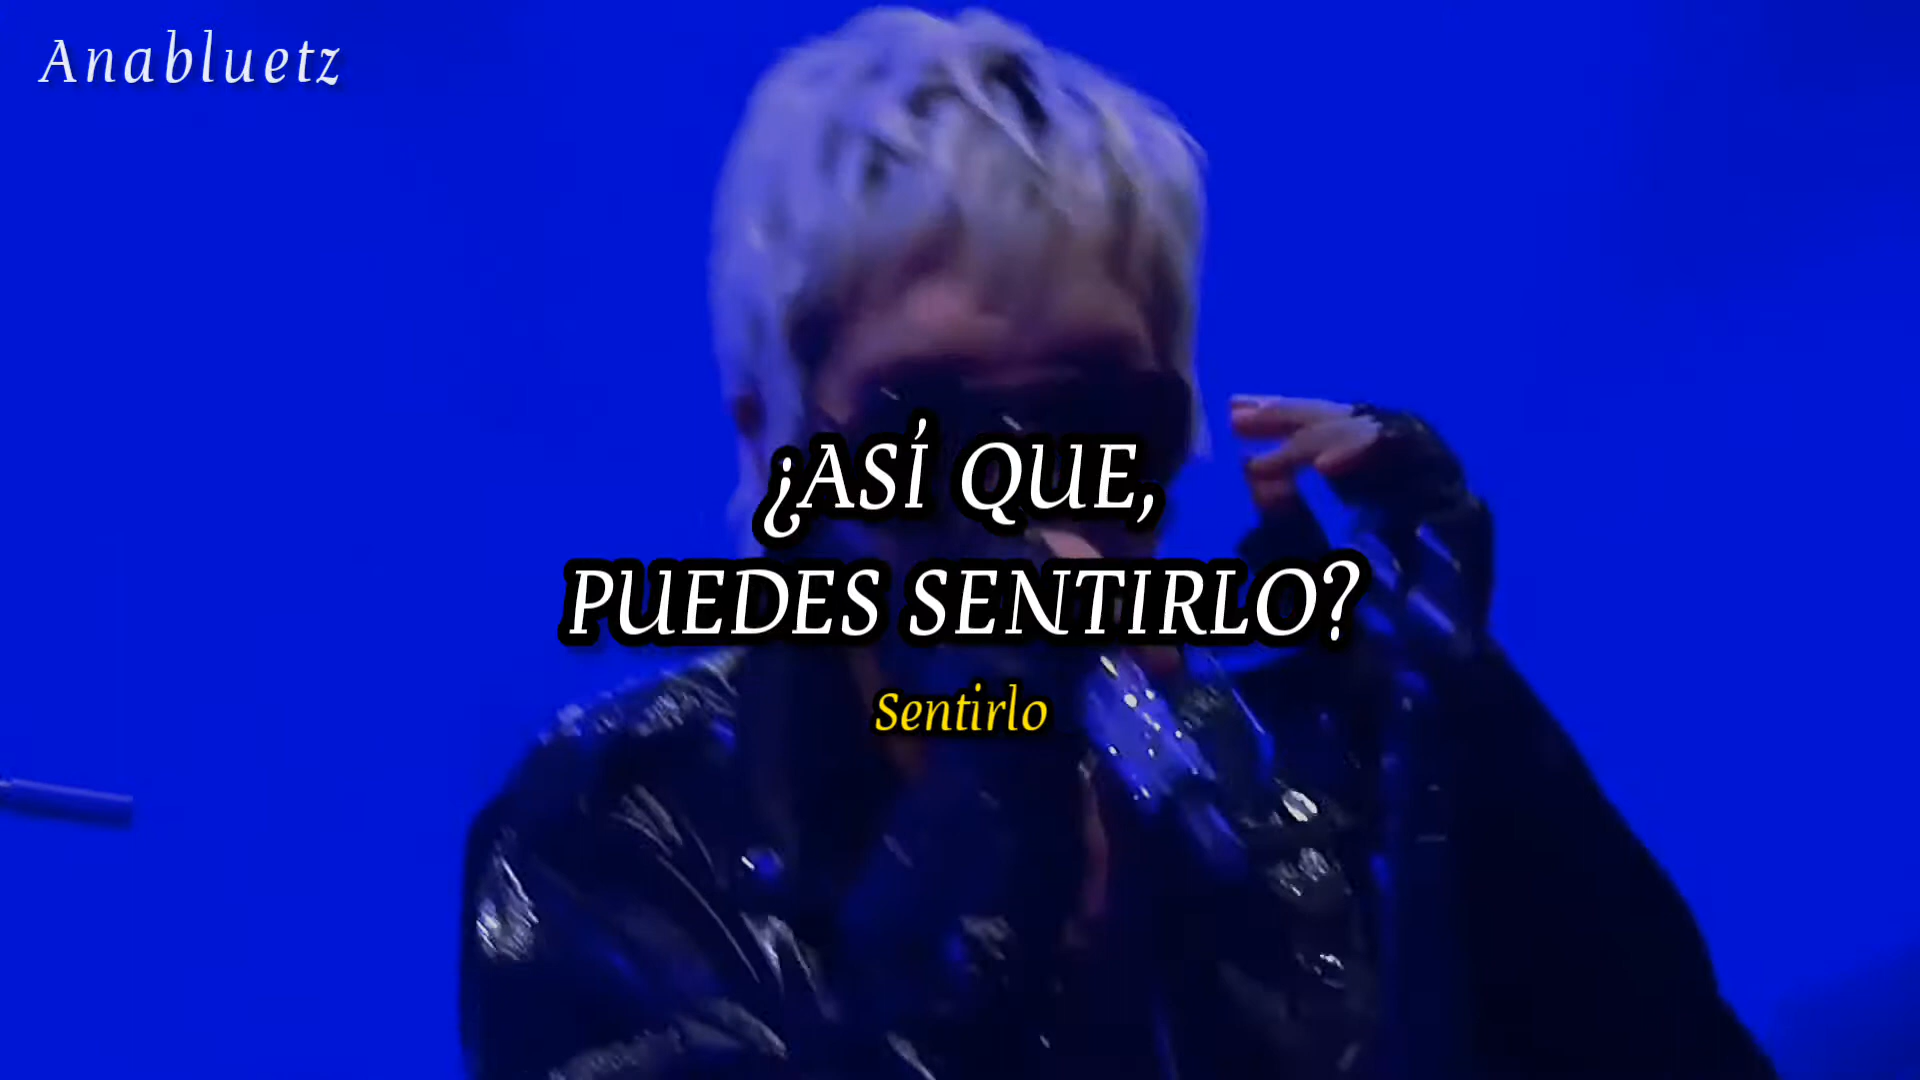 Anabluetz
¿ASÍ QUE,
PUEDES SENTIRLO?
Sentirlo